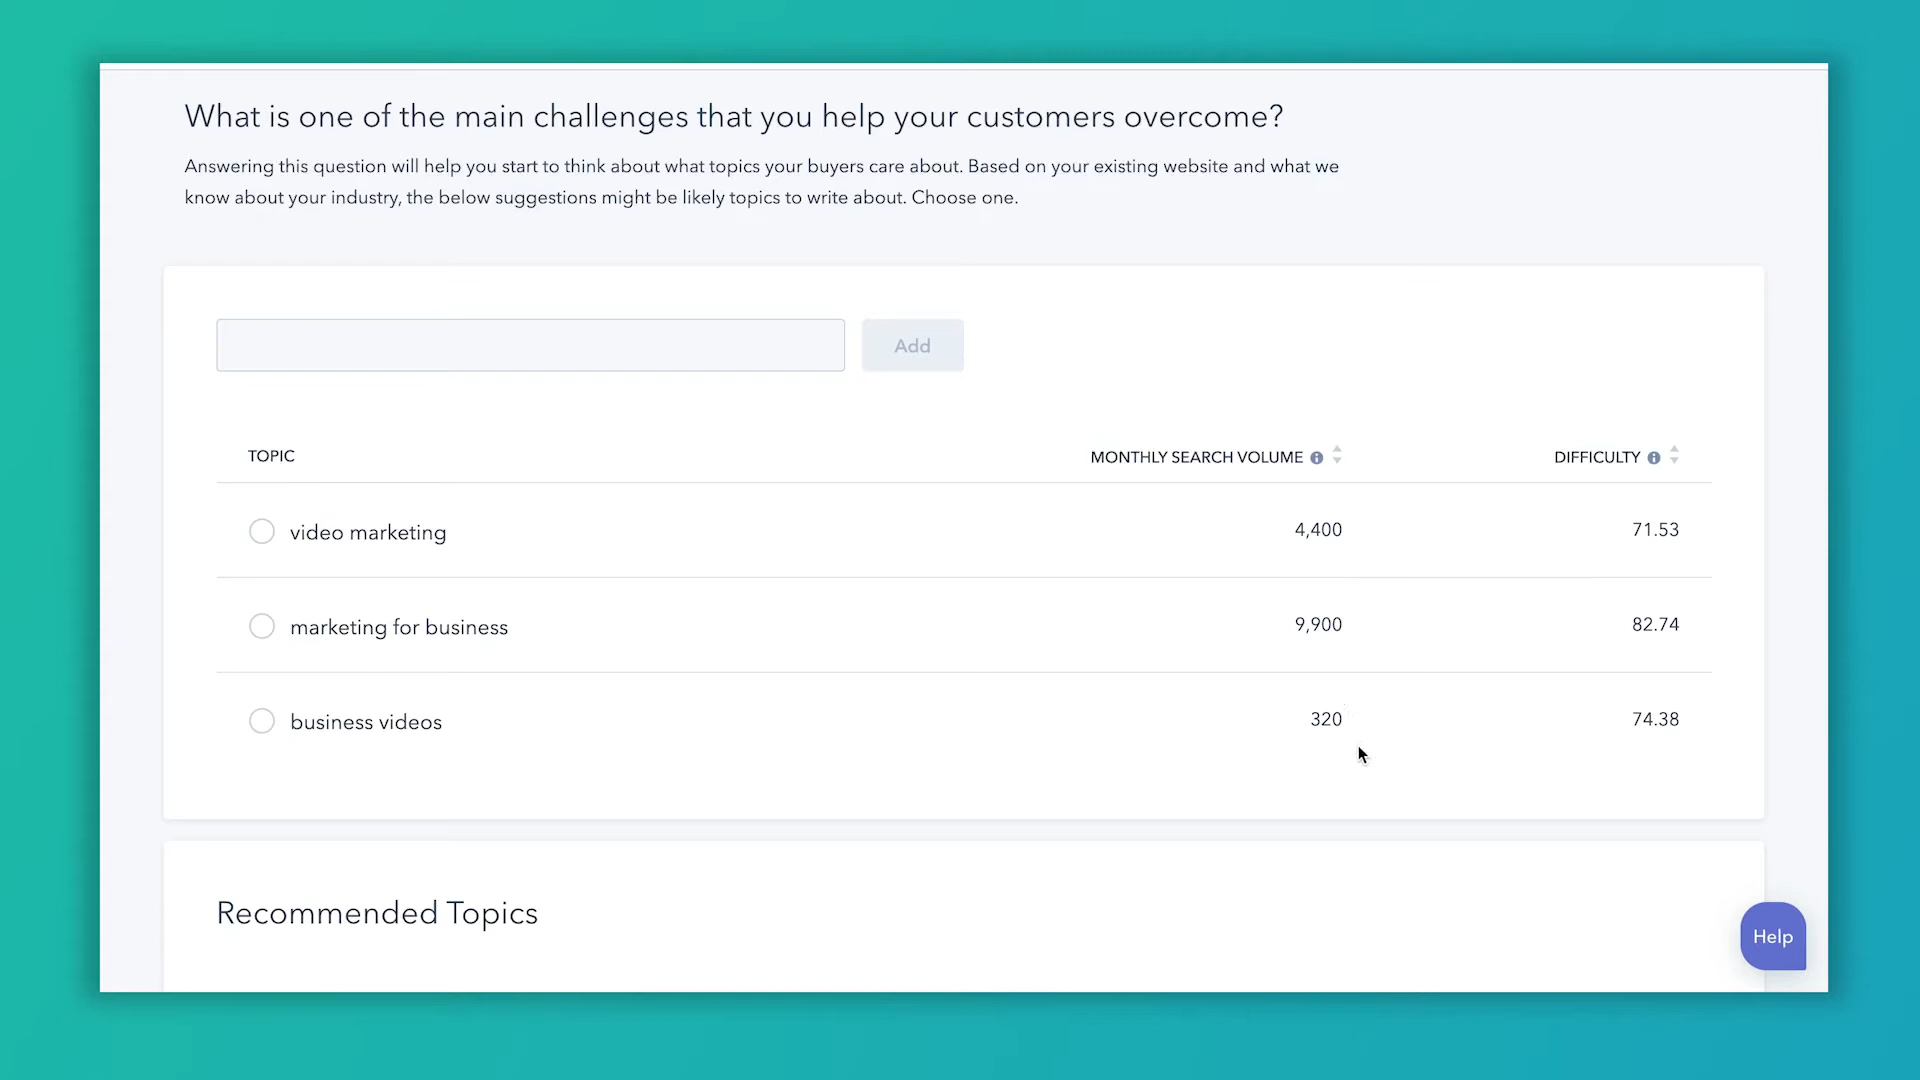 What is one of the main challenges that you help your customers overcome?
Answering this question will help you start to think about what topics your buyers care about. Based on your existing website and what we
know about your industry, the below suggestions might be likely topics to write about. Choose one.
Add
TOPIC MONTHLY SEARCH VOLUME DIFFICULTY
video marketing 4,400 71.53
marketing for business 9,900 82.74
business videos 320 74.38
Recommended Topics
Help